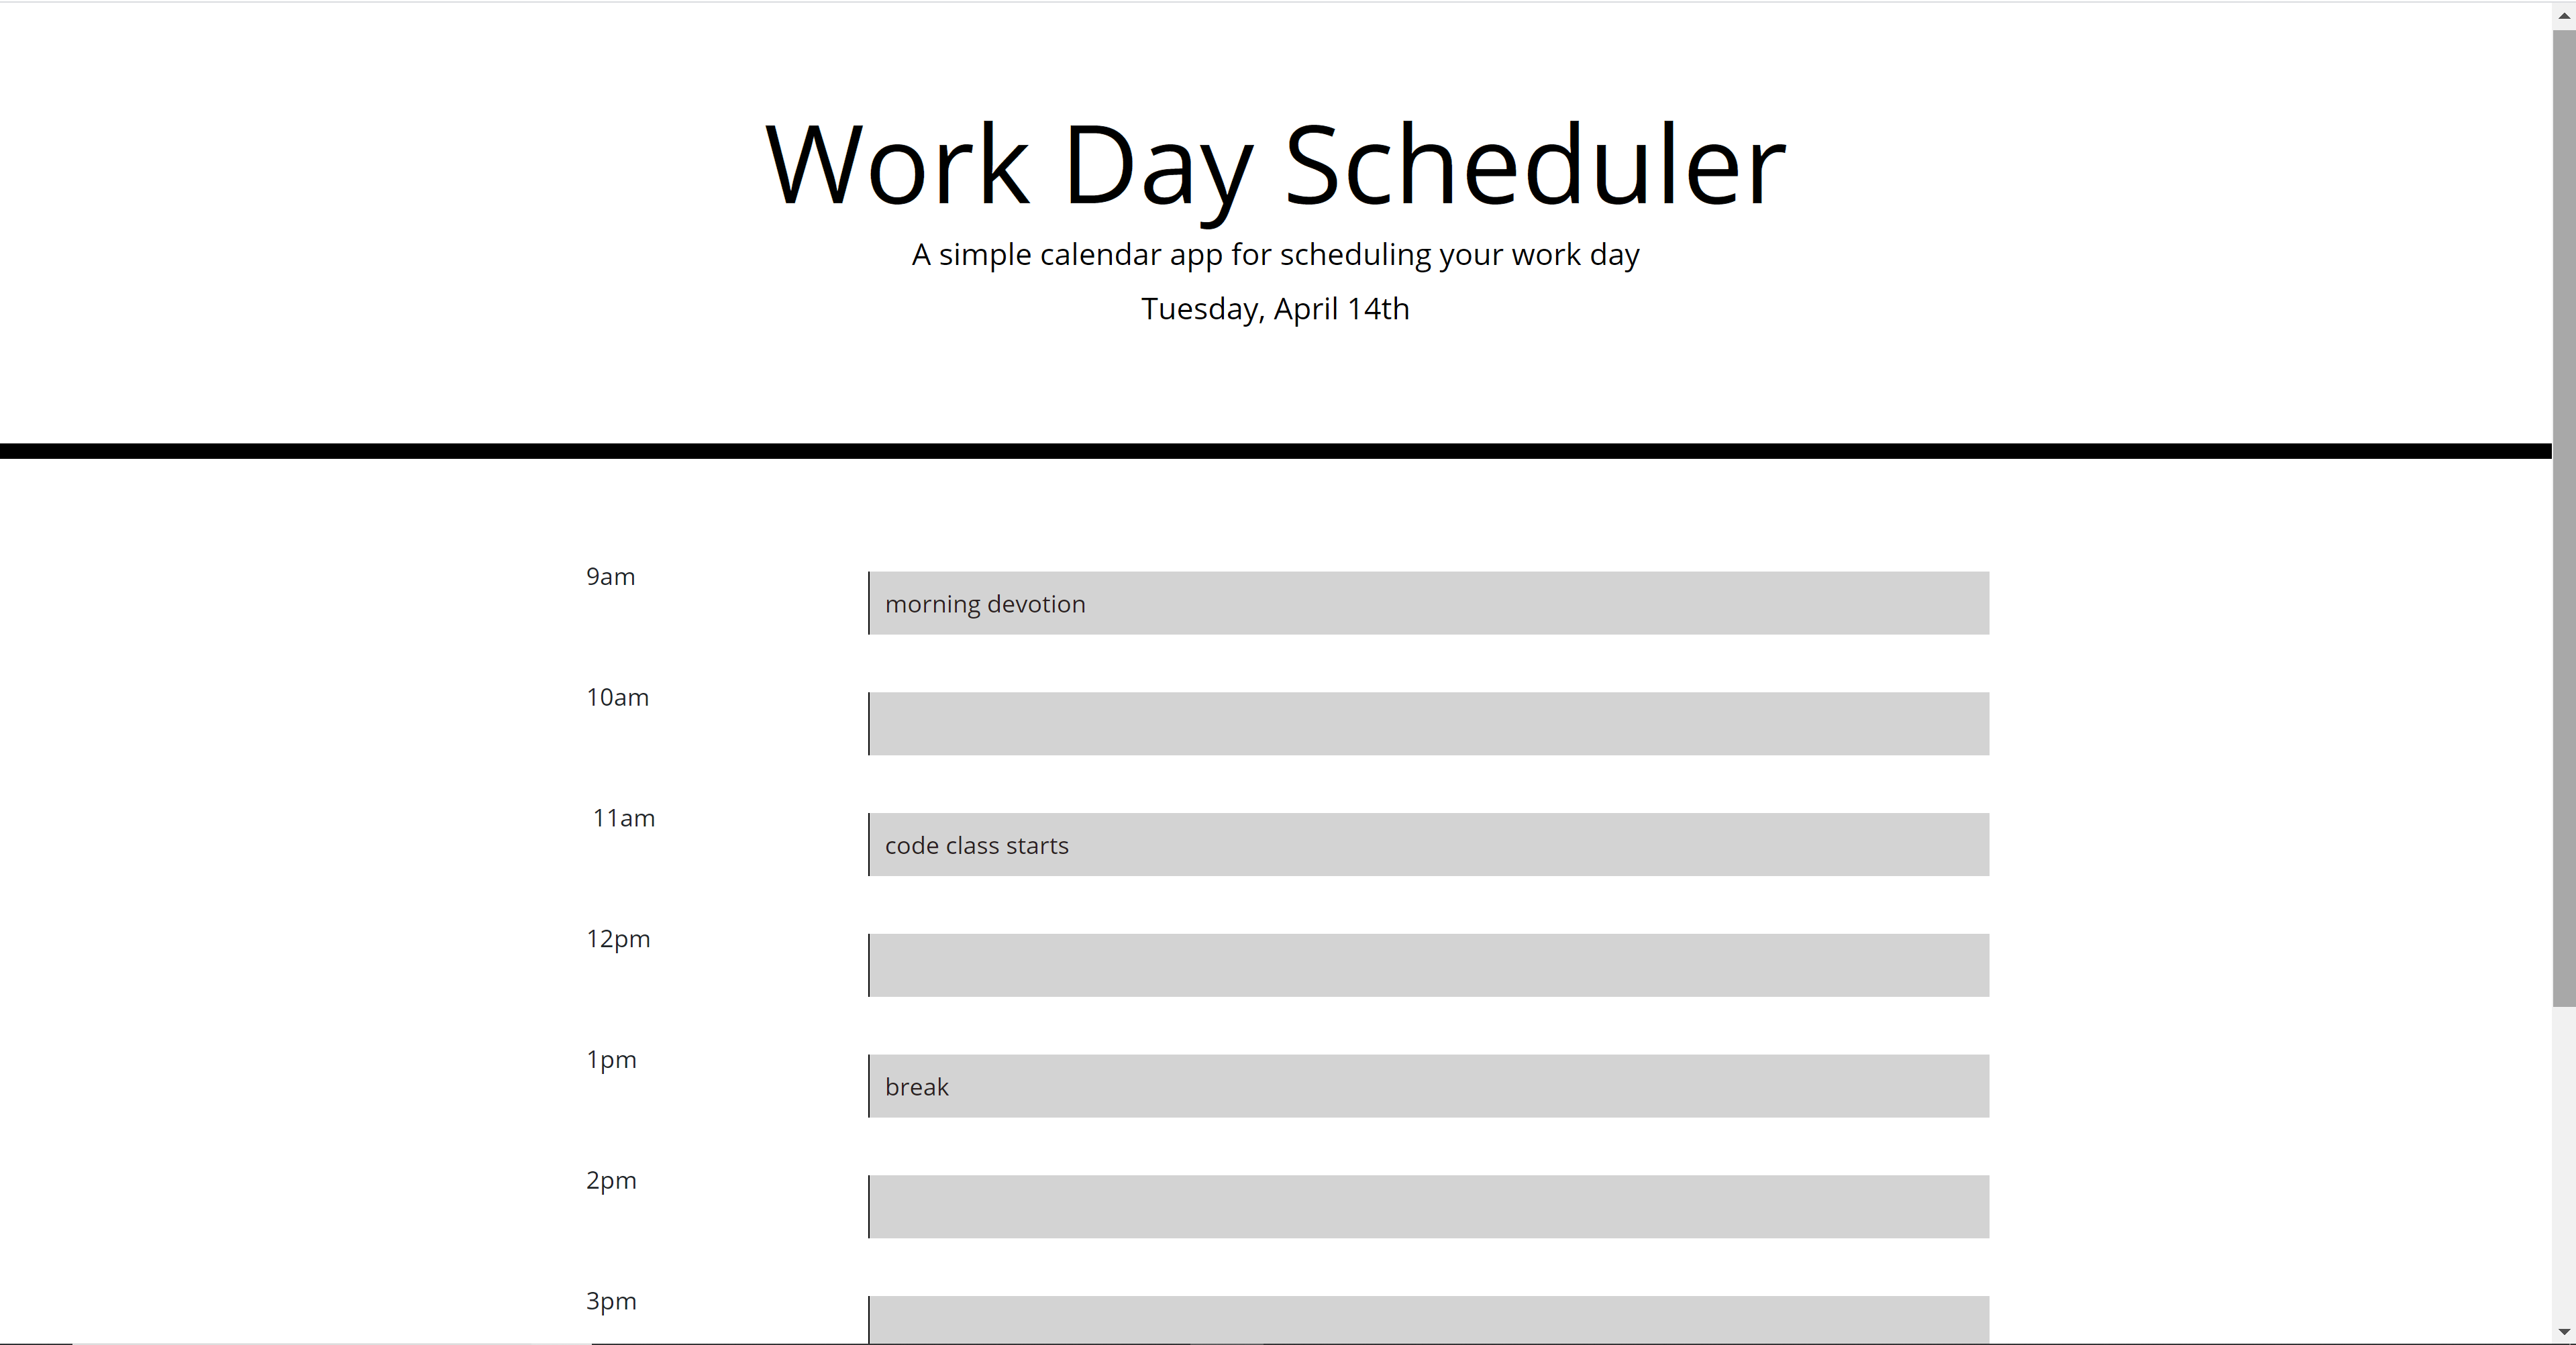 Work Day Scheduler
A simple calendar app for scheduling your work day
Tuesday, April 14th
9am
morning devotion
10am
11am
code class starts
12pm
1pm
break
2pm
3pm